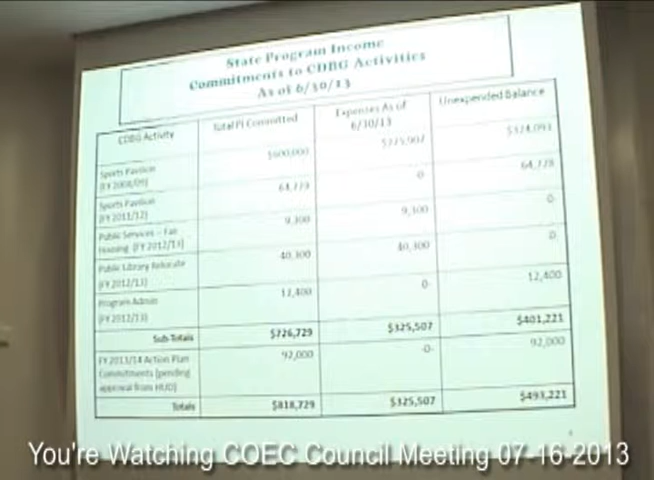 State Program Income
Commitments to CDBG Activities
As of 6/30/13
CDBG Activity Total PI Committed Expenses As of Unexpended Balance
6/30/13
Sports Pavilion $600,000 $275,907 $324,093
(FY 2008/09)
Sports Pavilion 64,729 0 64,728
(FY 2011/12)
Public Services – Fair 9,300 9,300 0
Housing (FY 2012/13)
Public Library Relocate 40,300 40,300 0
(FY 2012/13)
Program Admin 12,400 0 12,400
(FY 2012/13)
Sub-Totals $726,729 $325,507 $401,221
FY 2013/14 Action Plan 92,000 -0- 92,000
Commitments (pending
approval from HUD)
Totals $818,729 $325,507 $493,221
You're Watching COEC Council Meeting 07-16-2013